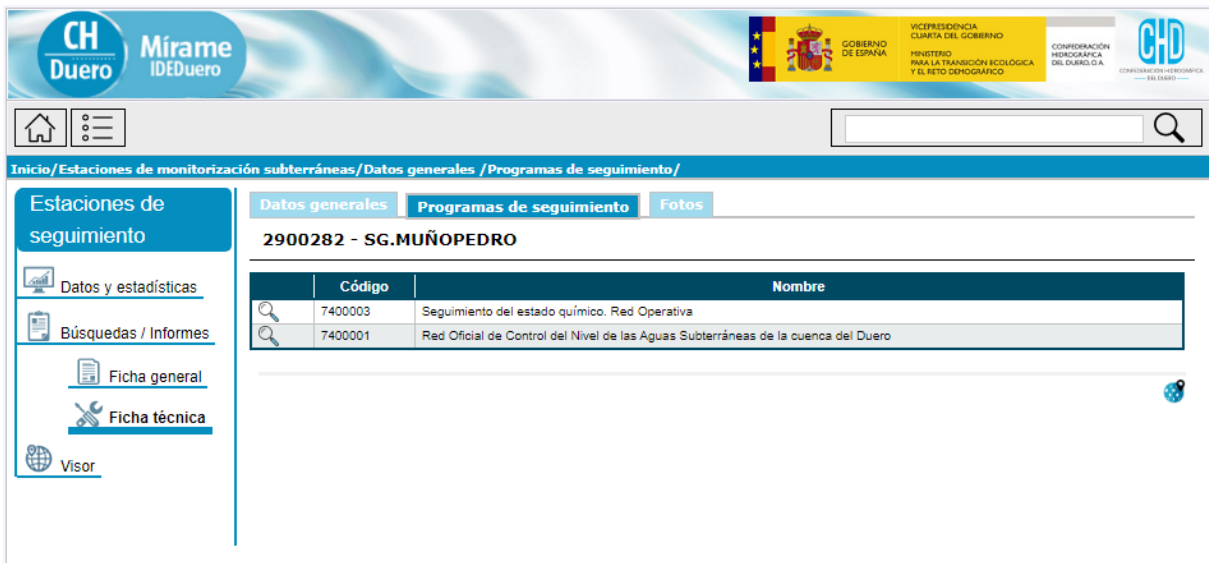 CH
Duero
Mírame
IDEDuero
GOBIERNO
DE ESPAÑA
VICEPRESIDENCIA
CUARTA DEL GOBIERNO
MINISTERIO
PARA LA TRANSICIÓN ECOLÓGICA
Y EL RETO DEMOGRÁFICO
CONFEDERACIÓN
HIDROGRÁFICA
DEL DUERO, O.A.
CHD
CONFEDERACIÓN HIDROGRÁFICA
DEL DUERO
Inicio/Estaciones de monitorización subterráneas/Datos generales /Programas de seguimiento/
Estaciones de
seguimiento
Datos y estadísticas
Búsquedas / Informes
Ficha general
Ficha técnica
Visor
Datos generales Programas de seguimiento Fotos
2900282 - SG.MUÑOPEDRO
Código Nombre
7400003 Seguimiento del estado químico. Red Operativa
7400001 Red Oficial de Control del Nivel de las Aguas Subterráneas de la cuenca del Duero